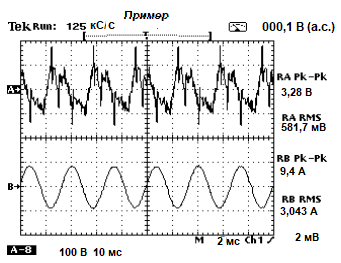 Пример
Tek Run: 125 кС/С 000,1 В (a.c.)
A+
RA Pk-Pk
3,28 В
RA RMS
581,7 мВ
B+
RB Pk-Pk
9,4 А
RB RMS
3,043 А
M 2 мс Ch1 2 мВ
A-8 100 В 10 мс